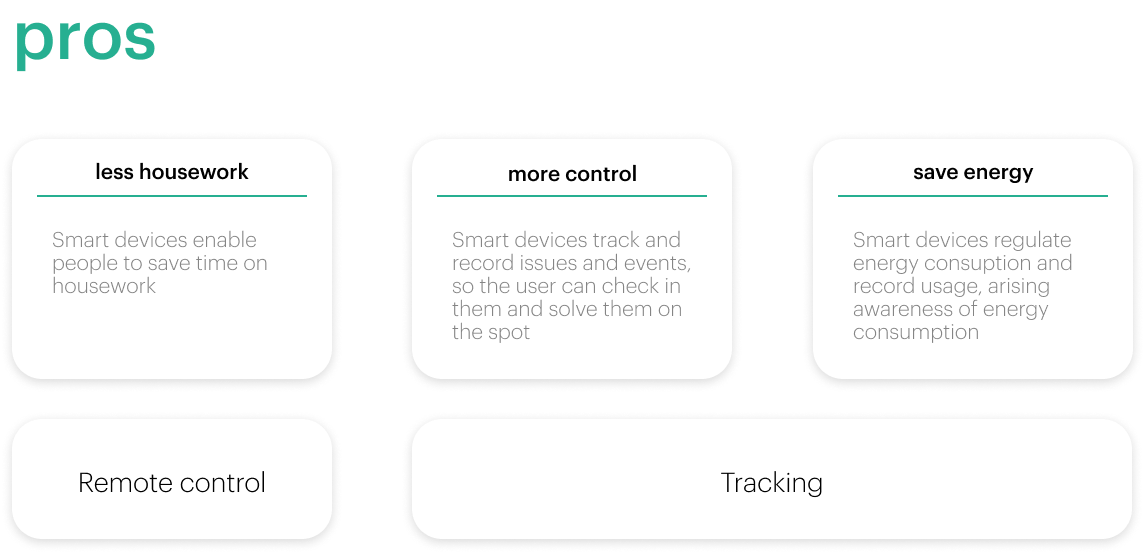 pros
less housework
Smart devices enable
people to save time on
housework
more control
Smart devices track and
record issues and events,
so the user can check in
them and solve them on
the spot
save energy
Smart devices regulate
energy consuption and
record usage, arising
awareness of energy
consumption
Remote control
Tracking